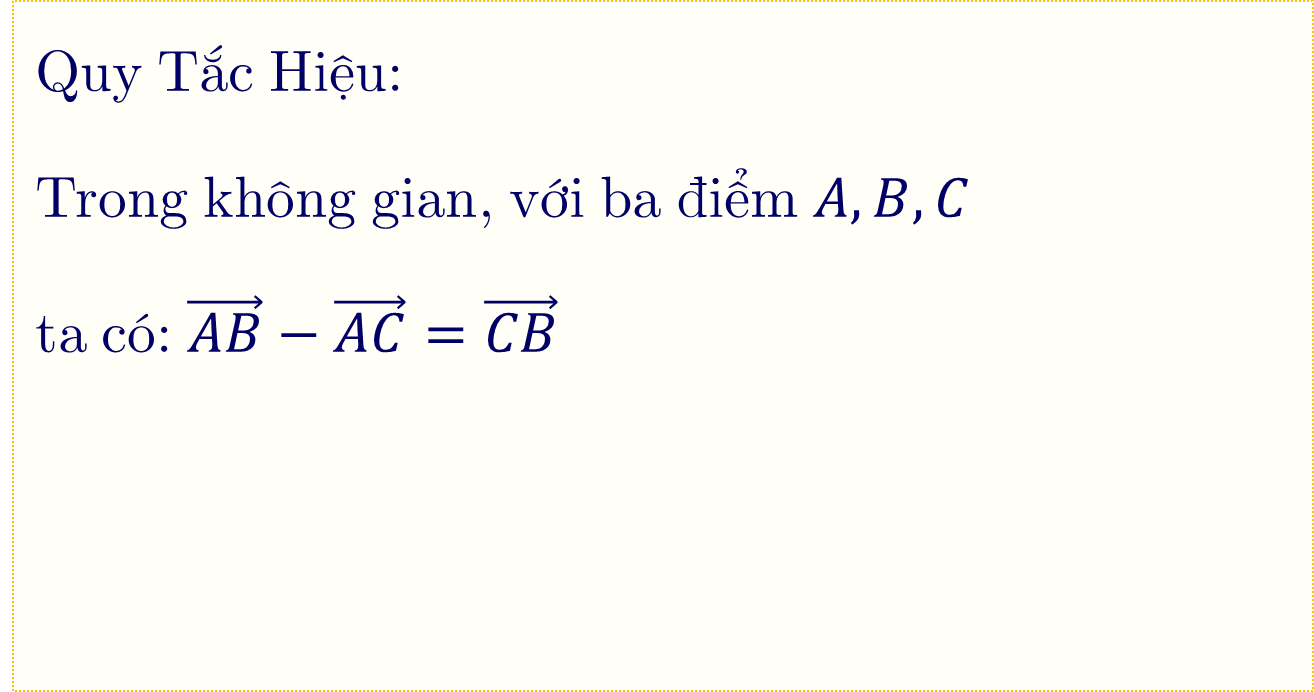 Quy Tắc Hiệu:
Trong không gian, với ba điểm A, B, C
ta có: $\overrightarrow{AB} - \overrightarrow{AC} = \overrightarrow{CB}$